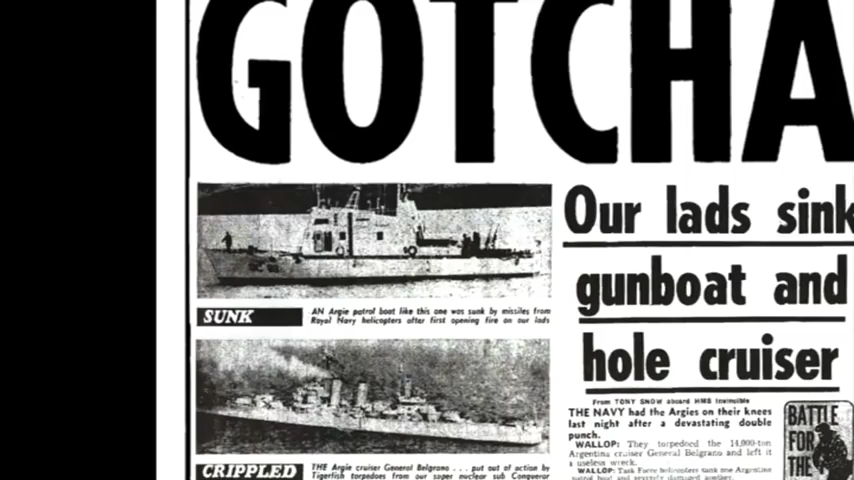 GOTCHA
Our lads sink
gunboat and
hole cruiser
SUNK
AN Argie patrol boat like this one was sunk by missiles from
Royal Navy helicopters after first opening fire on our lads
CRIPPLED
THE Argie cruiser General Belgrano . . . put out of action by
Tigerfish torpedoes from our super nuclear sub Conqueror
From TONY SNOW aboard HMS Invincible
THE NAVY had the Argies on their knees
last night after a devastating double
punch.
WALLOP: They torpedoed the 14,000-ton
Argentina cruiser General Belgrano and left it
a useless wreck.
WALLOP: Task Force helicopters sank one Argentine
patrol boat and severely damaged another.
BATTLE
FOR
THE